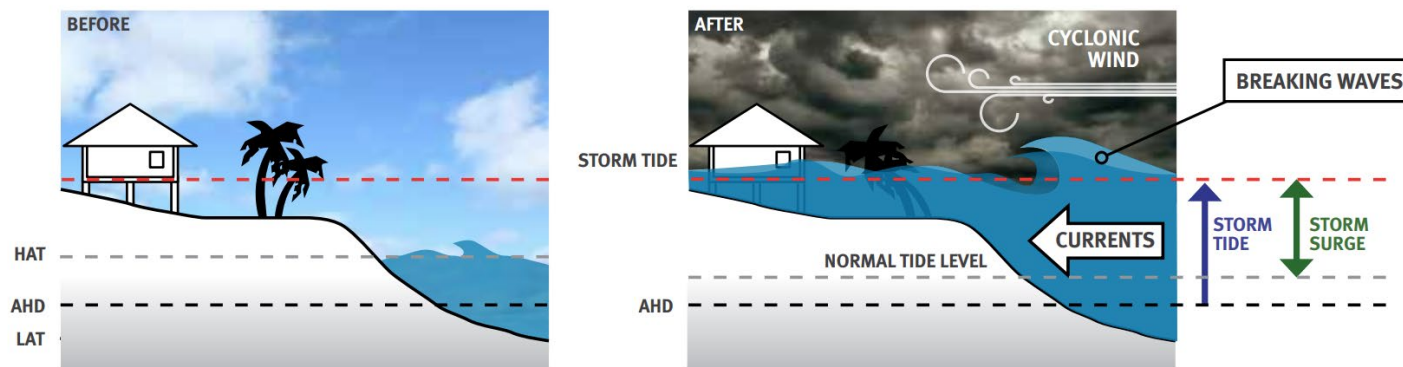 BEFORE
HAT
AHD
LAT
AFTER
CYCLONIC
WIND
BREAKING WAVES
STORM TIDE
STORM
TIDE
STORM
SURGE
CURRENTS
NORMAL TIDE LEVEL
AHD